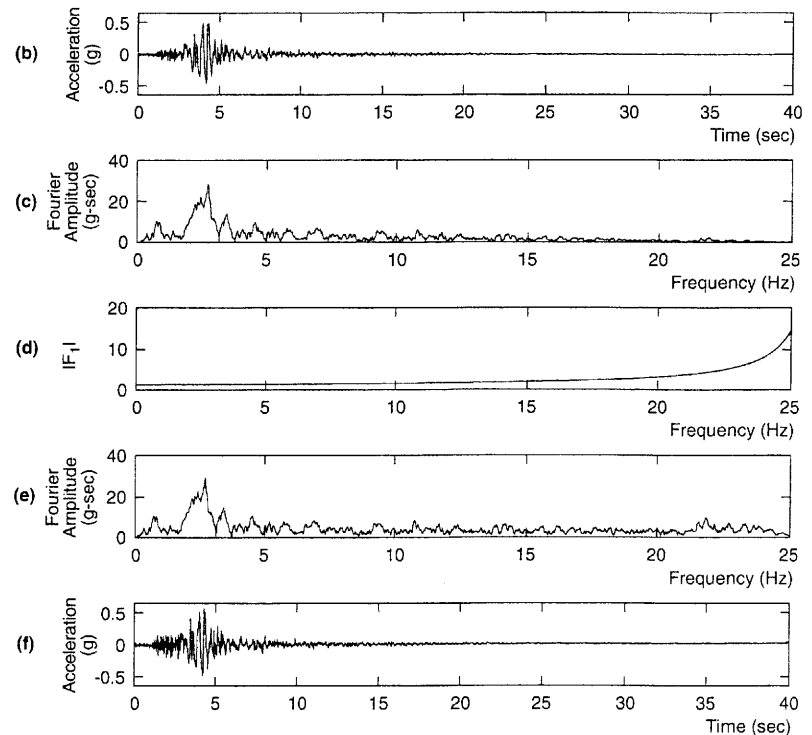 (b)
Acceleration
(g)
0.5
0
-0.5
0 5 10 15 20 25 30 35 40
Time (sec)
(c)
Fourier
Amplitude
(g-sec)
40
20
0
0 5 10 15 20 25
Frequency (Hz)
(d)
|F₁|
20
10
0
0 5 10 15 20 25
Frequency (Hz)
(e)
Fourier
Amplitude
(g-sec)
40
20
0
0 5 10 15 20 25
Frequency (Hz)
(f)
Acceleration
(g)
0.5
0
-0.5
0 5 10 15 20 25 30 35 40
Time (sec)